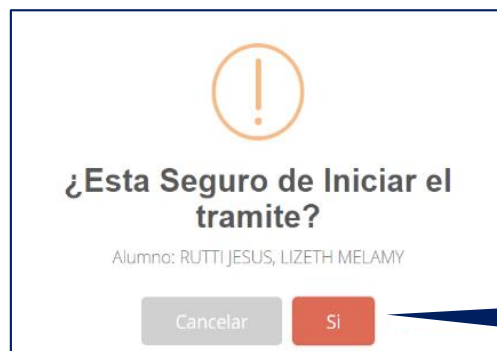 ¿Esta Seguro de Iniciar el
tramite?
Alumno: RUTTI JESUS, LIZETH MELAMY
Cancelar Si